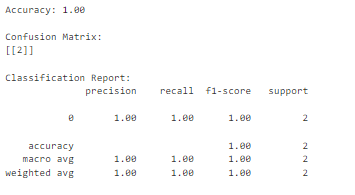 Accuracy: 1.00
Confusion Matrix:
[[2]]
Classification Report:
precision recall f1-score support
0 1.00 1.00 1.00 2
accuracy 1.00 2
macro avg 1.00 1.00 1.00 2
weighted avg 1.00 1.00 1.00 2